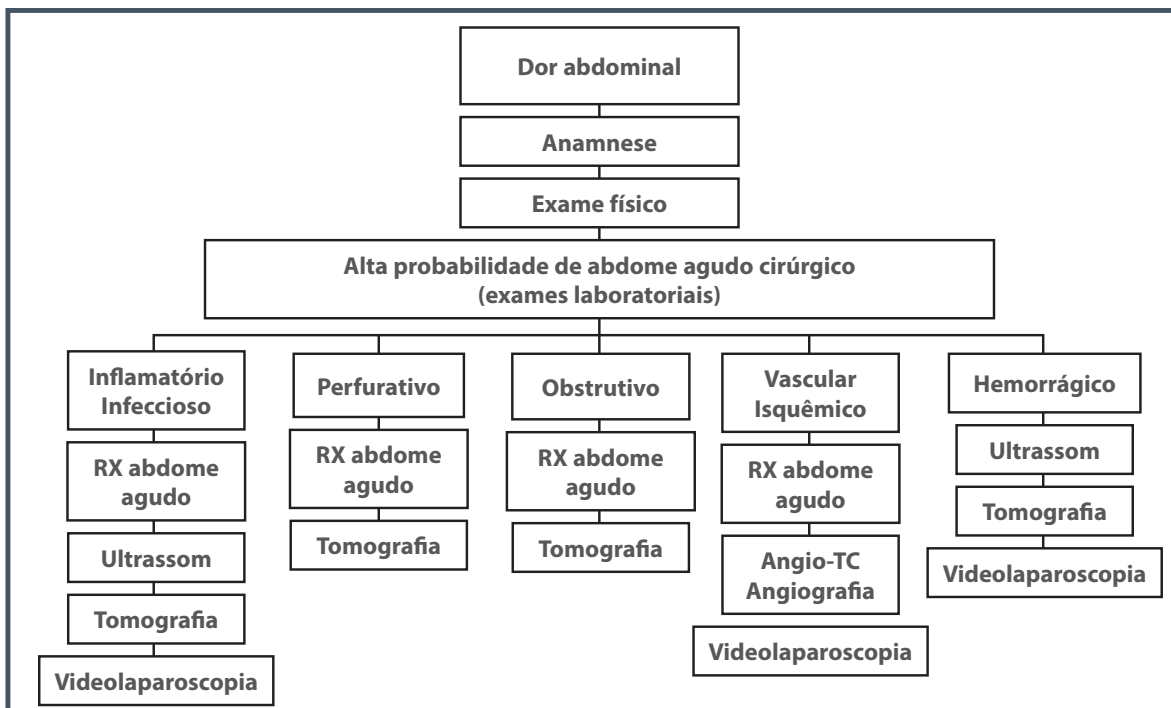 Dor abdominal
Anamnese
Exame físico
Alta probabilidade de abdome agudo cirúrgico
(exames laboratoriais)
Inflamatório
Infeccioso
RX abdome
agudo
Ultrassom
Tomografia
Videolaparoscopia
Perfurativo
RX abdome
agudo
Tomografia
Obstrutivo
RX abdome
agudo
Tomografia
Vascular
Isquêmico
RX abdome
agudo
Angio-TC
Angiografia
Videolaparoscopia
Hemorrágico
Ultrassom
Tomografia
Videolaparoscopia